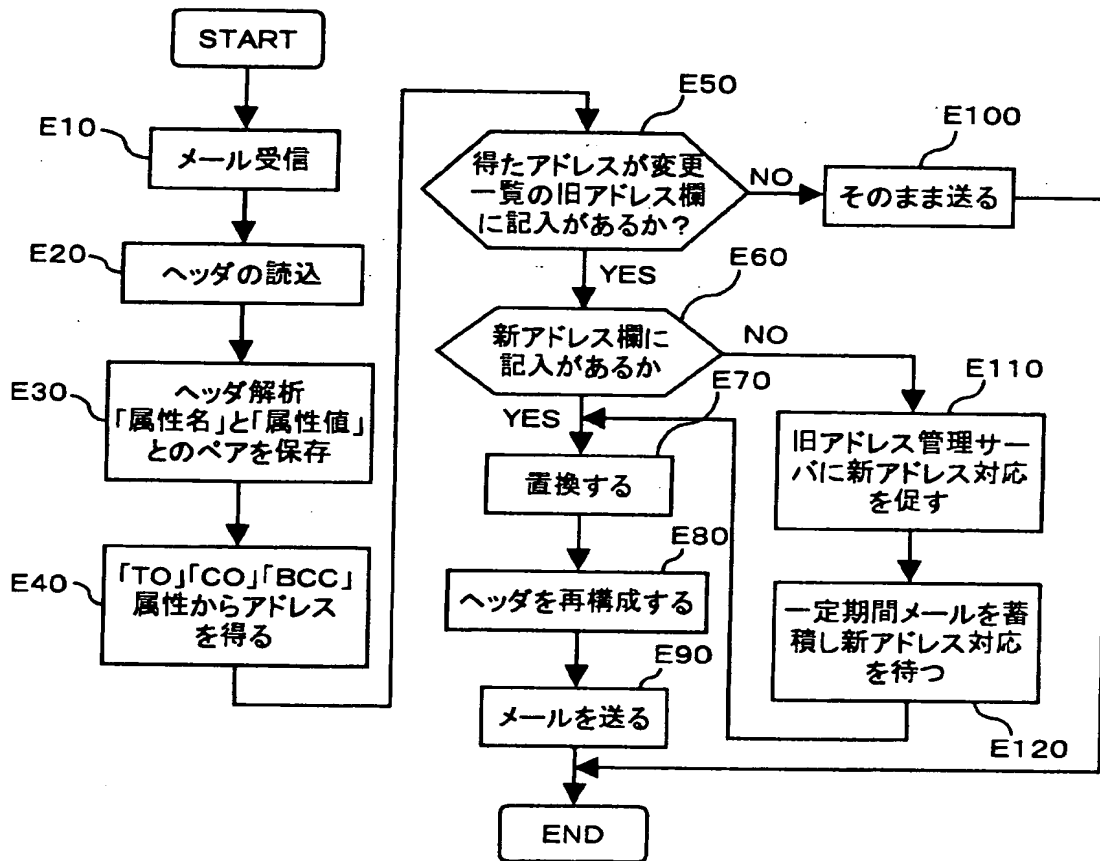 START
E10
メール受信
E20
ヘッダの読込
E30
ヘッダ解析
「属性名」と「属性値」
とのペアを保存
E40
「TO」「CO」「BCC」
属性からアドレス
を得る
E50
得たアドレスが変更
一覧の旧アドレス欄
に記入があるか?
NO
E100
そのまま送る
YES
E60
新アドレス欄に
記入があるか
NO
YES
E70
置換する
E80
ヘッダを再構成する
E90
メールを送る
E110
旧アドレス管理サー
バに新アドレス対応
を促す
一定期間メールを蓄
積し新アドレス対応
を待つ
E120
END